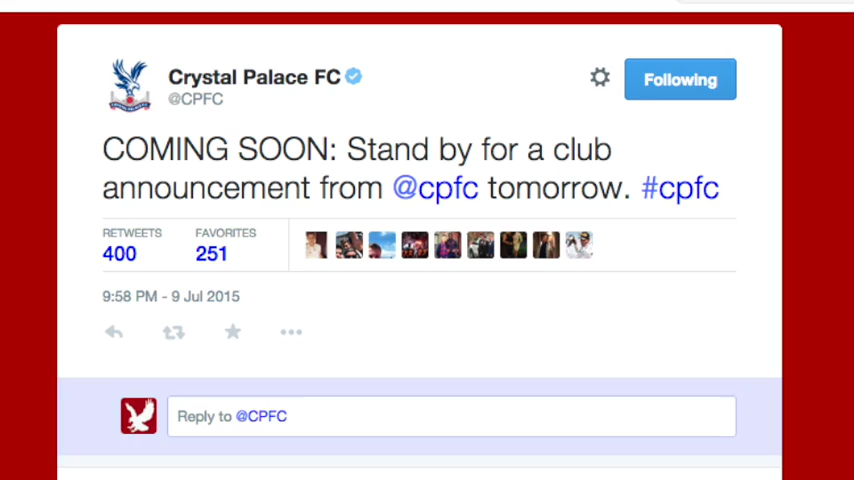 Crystal Palace FC
Following
@CPFC
COMING SOON: Stand by for a club
announcement from @cpfc tomorrow. #cpfc
RETWEETS FAVORITES
400 251
9:58 PM - 9 Jul 2015
Reply to @CPFC